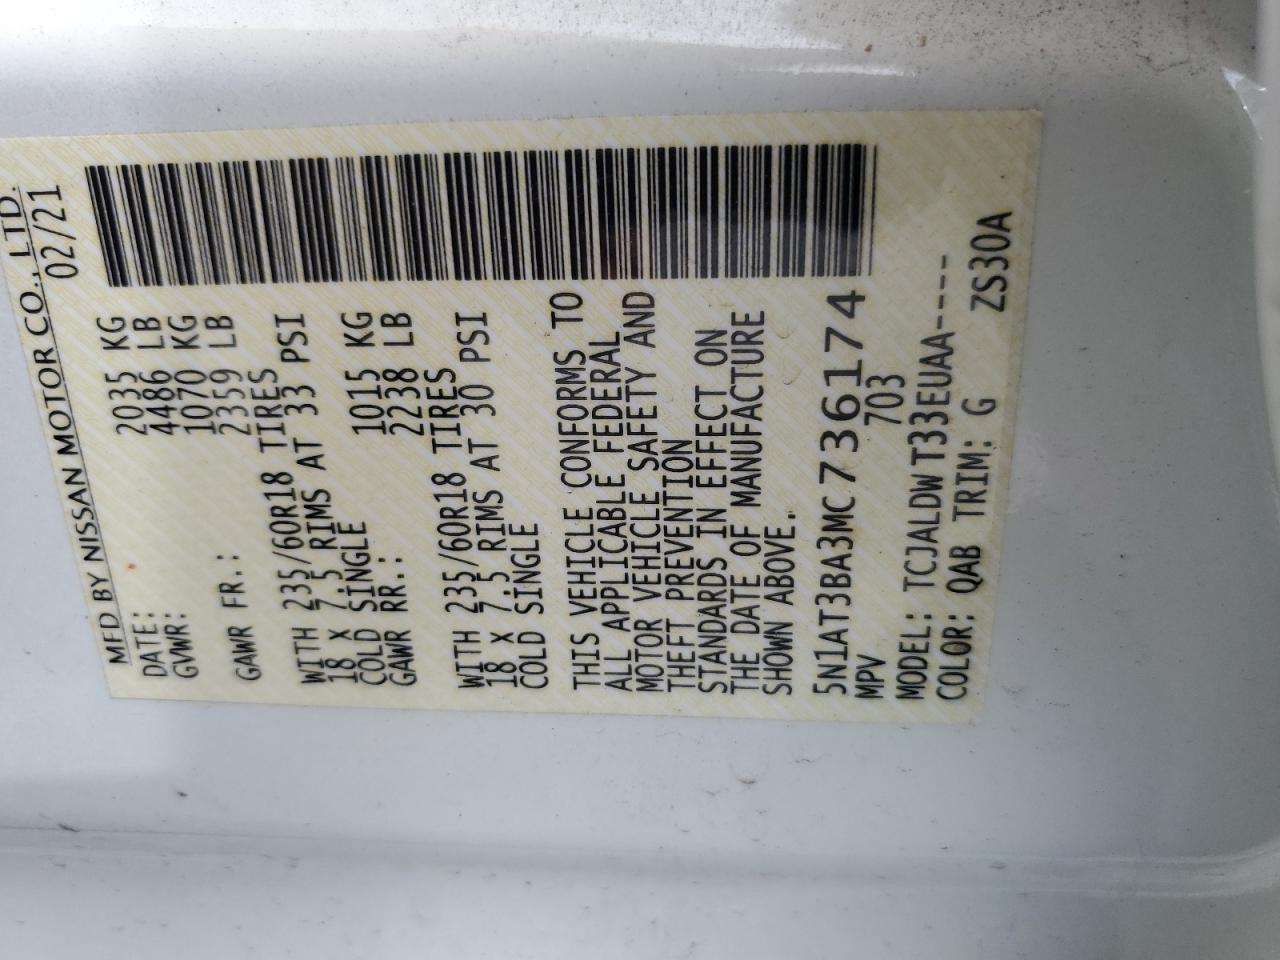 MFD BY NISSAN MOTOR CO., LTD.
DATE: 02/21
GVWR: 2035 KG
4486 LB
GAWR FR.: 1070 KG
2359 LB
WITH 235/60R18 TIRES
18 X 7.5 RIMS AT 33 PSI
COLD SINGLE
GAWR RR.: 1015 KG
2238 LB
WITH 235/60R18 TIRES
18 X 7.5 RIMS AT 30 PSI
COLD SINGLE
THIS VEHICLE CONFORMS TO
ALL APPLICABLE FEDERAL
MOTOR VEHICLE SAFETY AND
THEFT PREVENTION
STANDARDS IN EFFECT ON
THE DATE OF MANUFACTURE
SHOWN ABOVE.
5N1AT3BA3MC736174
MPV 703
MODEL: TCJALDWT33EUAA----
COLOR: QAB TRIM: G ZS30A